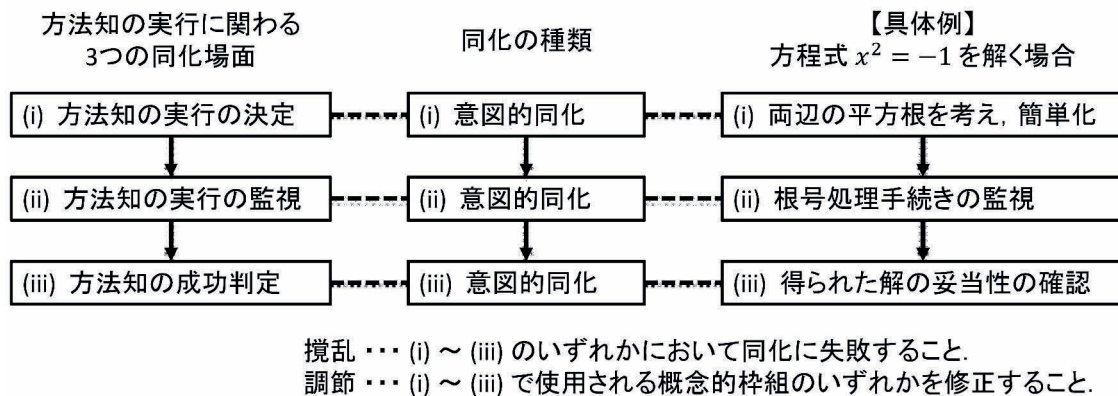 方法知の実行に関わる
3つの同化場面
同化の種類
【具体例】
方程式 x² = −1 を解く場合
(i) 方法知の実行の決定
(i) 意図的同化
(i) 両辺の平方根を考え，簡単化
(ii) 方法知の実行の監視
(ii) 意図的同化
(ii) 根号処理手続きの監視
(iii) 方法知の成功判定
(iii) 意図的同化
(iii) 得られた解の妥当性の確認
撹乱 ･･･ (i) ～ (iii) のいずれかにおいて同化に失敗すること．
調節 ･･･ (i) ～ (iii) で使用される概念的枠組のいずれかを修正すること．